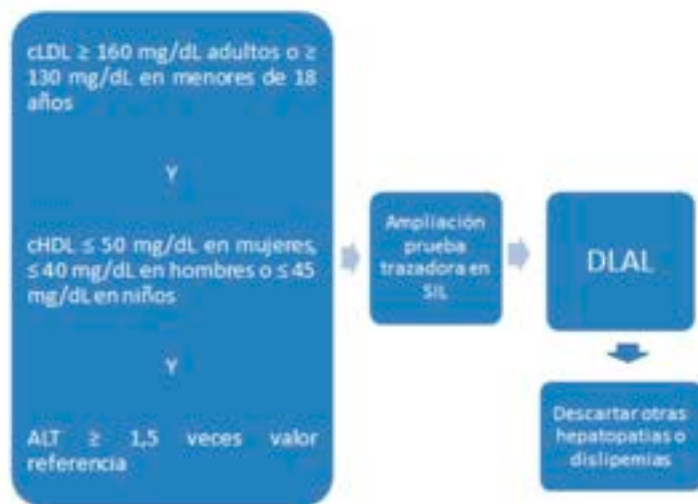 cLDL ≥ 160 mg/dL adultos o ≥
130 mg/dL en menores de 18
años
Y
cHDL ≤ 50 mg/dL en mujeres,
≤ 40 mg/dL en hombres o ≤ 45
mg/dL en niños
Y
ALT ≥ 1,5 veces valor
referencia
Ampliación
prueba
trazadora en
SIL
DLAL
Descartar otras
hepatopatias o
dislipemias